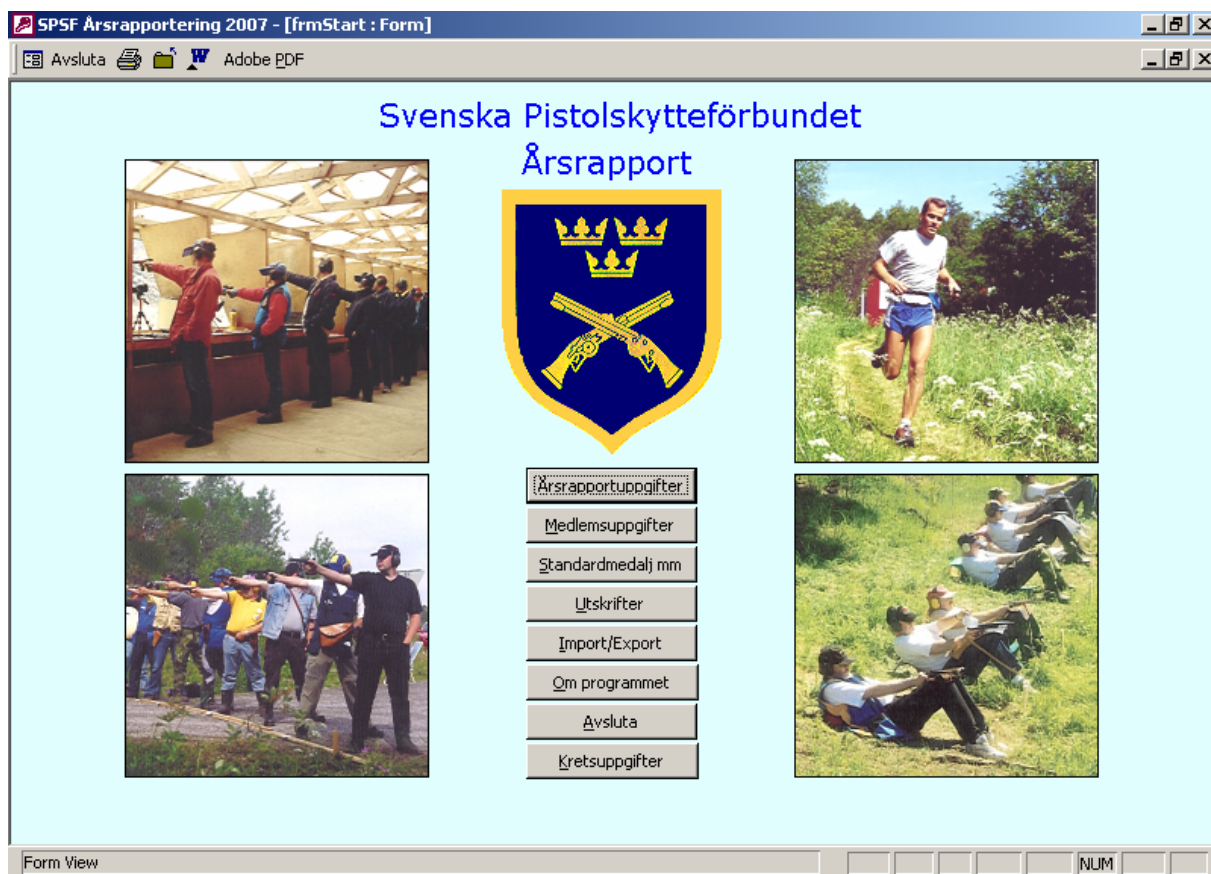 SPSF Årsrapportering 2007 - [frmStart : Form]
Avsluta Adobe PDF
Svenska Pistolskytteförbundet
Årsrapport
Årsrapportuppgifter
Medlemsuppgifter
Standardmedalj mm
Utskrifter
Import/Export
Om programmet
Avsluta
Kretsuppgifter
Form View NUM